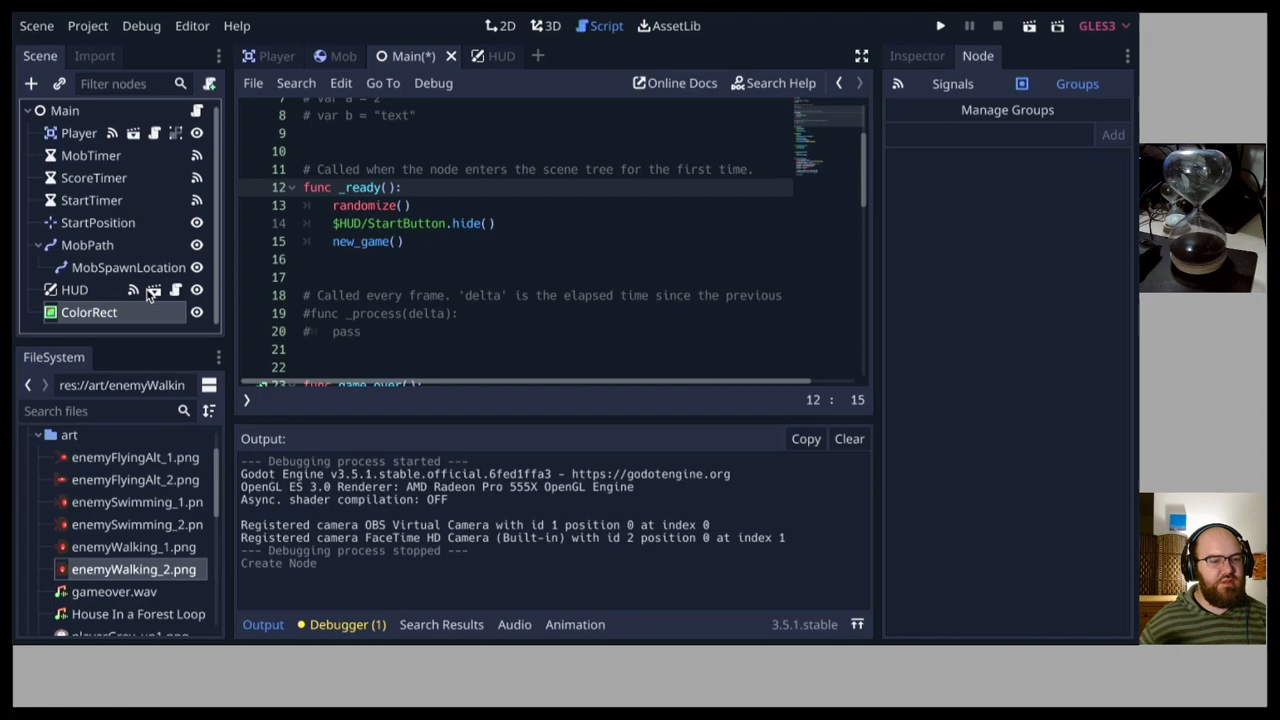 Scene Project Debug Editor Help 2D 3D Script AssetLib GLES3
Scene Import Player Mob Main(*) HUD Inspector Node
Filter nodes File Search Edit Go To Debug Online Docs Search Help Signals Groups
Main
Player
MobTimer
ScoreTimer
StartTimer
StartPosition
MobPath
MobSpawnLocation
HUD
ColorRect
7 # var a = 2
8 # var b = "text"
9
10
11 # Called when the node enters the scene tree for the first time.
12 func _ready():
13 randomize()
14 $HUD/StartButton.hide()
15 new_game()
16
17
18 # Called every frame. 'delta' is the elapsed time since the previous
19 #func _process(delta):
20 # pass
21
22
23 func game_over():
12 : 15
Manage Groups
Add
FileSystem
res://art/enemyWalkin
Search files
art
enemyFlyingAlt_1.png
enemyFlyingAlt_2.png
enemySwimming_1.pn
enemySwimming_2.pn
enemyWalking_1.png
enemyWalking_2.png
gameover.wav
House In a Forest Loop
playerGrey_up1.png
Output: Copy Clear
--- Debugging process started ---
Godot Engine v3.5.1.stable.official.6fed1ffa3 - https://godotengine.org
OpenGL ES 3.0 Renderer: AMD Radeon Pro 555X OpenGL Engine
Async. shader compilation: OFF
Registered camera OBS Virtual Camera with id 1 position 0 at index 0
Registered camera FaceTime HD Camera (Built-in) with id 2 position 0 at index 1
--- Debugging process stopped ---
Create Node
Output Debugger (1) Search Results Audio Animation 3.5.1.stable